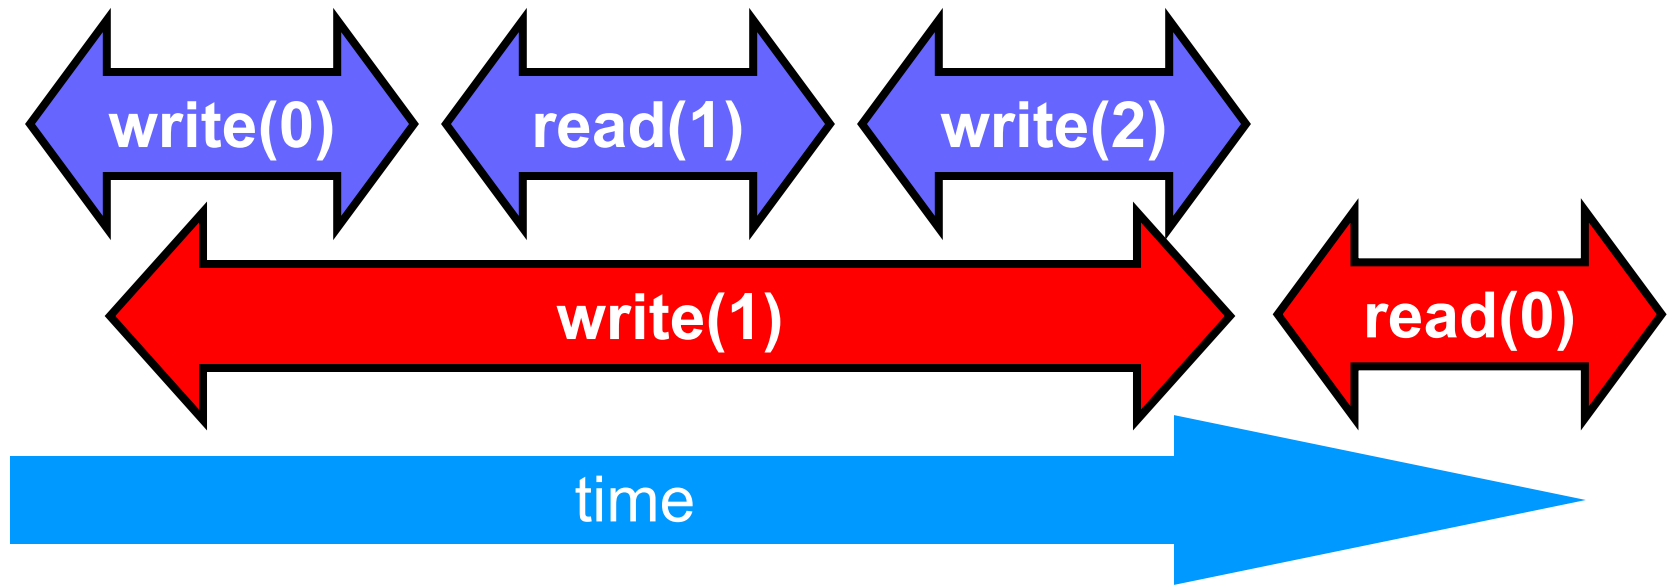 write(0)
read(1)
write(2)
write(1)
read(0)
time